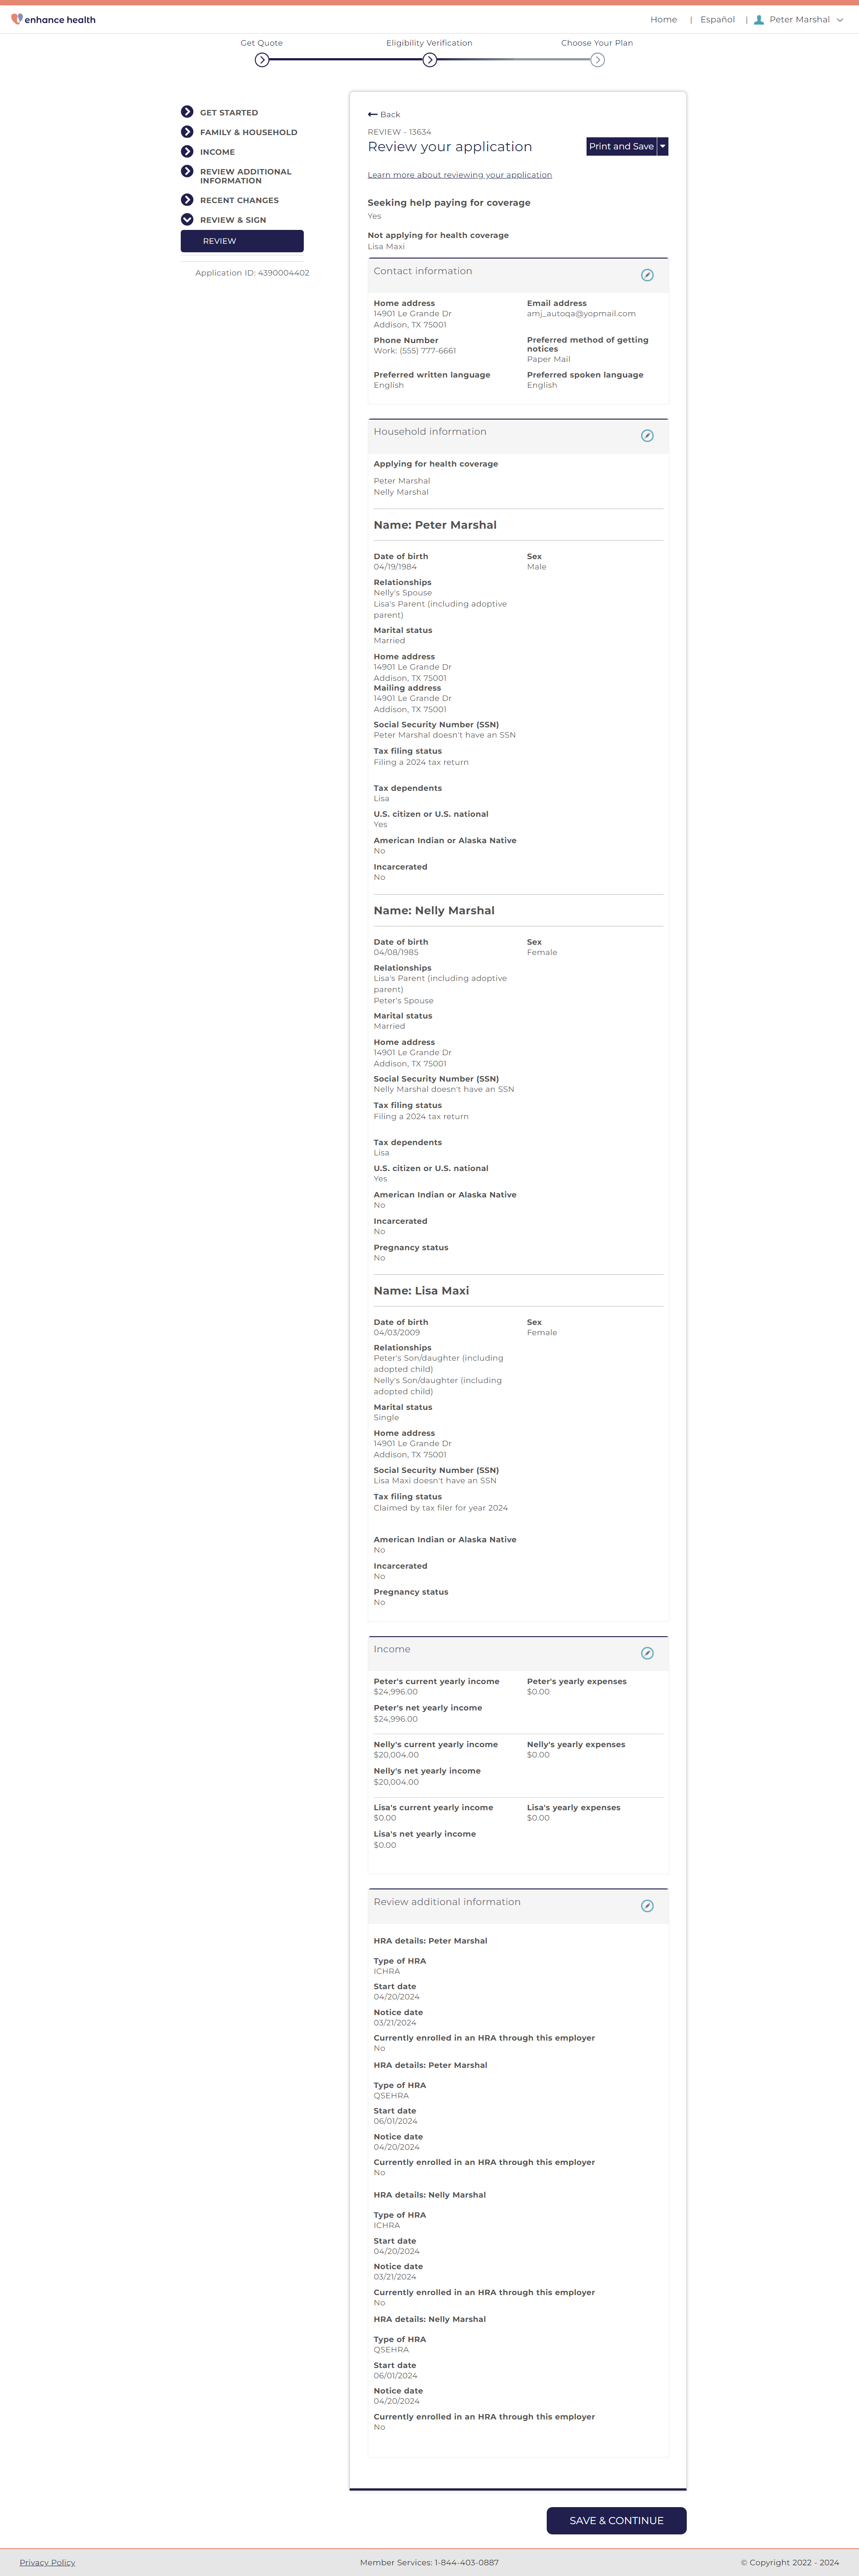 enhance health
Home | Español | Peter Marshal
Get Quote
Eligibility Verification
Choose Your Plan
GET STARTED
FAMILY & HOUSEHOLD
INCOME
REVIEW ADDITIONAL
INFORMATION
RECENT CHANGES
REVIEW & SIGN
REVIEW
Application ID: 4390004402
Back
REVIEW - 13634
Review your application
Print and Save
Learn more about reviewing your application
Seeking help paying for coverage
Yes
Not applying for health coverage
Lisa Maxi
Contact information
Home address
14901 Le Grande Dr
Addison, TX 75001
Email address
amj_autoqa@yopmail.com
Phone Number
Work: (555) 777-6661
Preferred method of getting
notices
Paper Mail
Preferred written language
English
Preferred spoken language
English
Household information
Applying for health coverage
Peter Marshal
Nelly Marshal
Name: Peter Marshal
Date of birth
04/19/1984
Sex
Male
Relationships
Nelly's Spouse
Lisa's Parent (including adoptive
parent)
Marital status
Married
Home address
14901 Le Grande Dr
Addison, TX 75001
Mailing address
14901 Le Grande Dr
Addison, TX 75001
Social Security Number (SSN)
Peter Marshal doesn't have an SSN
Tax filing status
Filing a 2024 tax return
Tax dependents
Lisa
U.S. citizen or U.S. national
Yes
American Indian or Alaska Native
No
Incarcerated
No
Name: Nelly Marshal
Date of birth
04/08/1985
Sex
Female
Relationships
Lisa's Parent (including adoptive
parent)
Peter's Spouse
Marital status
Married
Home address
14901 Le Grande Dr
Addison, TX 75001
Social Security Number (SSN)
Nelly Marshal doesn't have an SSN
Tax filing status
Filing a 2024 tax return
Tax dependents
Lisa
U.S. citizen or U.S. national
Yes
American Indian or Alaska Native
No
Incarcerated
No
Pregnancy status
No
Name: Lisa Maxi
Date of birth
04/03/2009
Sex
Female
Relationships
Peter's Son/daughter (including
adopted child)
Nelly's Son/daughter (including
adopted child)
Marital status
Single
Home address
14901 Le Grande Dr
Addison, TX 75001
Social Security Number (SSN)
Lisa Maxi doesn't have an SSN
Tax filing status
Claimed by tax filer for year 2024
American Indian or Alaska Native
No
Incarcerated
No
Pregnancy status
No
Income
Peter's current yearly income
$24,996.00
Peter's yearly expenses
$0.00
Peter's net yearly income
$24,996.00
Nelly's current yearly income
$20,004.00
Nelly's yearly expenses
$0.00
Nelly's net yearly income
$20,004.00
Lisa's current yearly income
$0.00
Lisa's yearly expenses
$0.00
Lisa's net yearly income
$0.00
Review additional information
HRA details: Peter Marshal
Type of HRA
ICHRA
Start date
04/20/2024
Notice date
03/21/2024
Currently enrolled in an HRA through this employer
No
HRA details: Peter Marshal
Type of HRA
QSEHRA
Start date
06/01/2024
Notice date
04/20/2024
Currently enrolled in an HRA through this employer
No
HRA details: Nelly Marshal
Type of HRA
ICHRA
Start date
04/20/2024
Notice date
03/21/2024
Currently enrolled in an HRA through this employer
No
HRA details: Nelly Marshal
Type of HRA
QSEHRA
Start date
06/01/2024
Notice date
04/20/2024
Currently enrolled in an HRA through this employer
No
SAVE & CONTINUE
Privacy Policy
Member Services: 1-844-403-0887
© Copyright 2022 - 2024